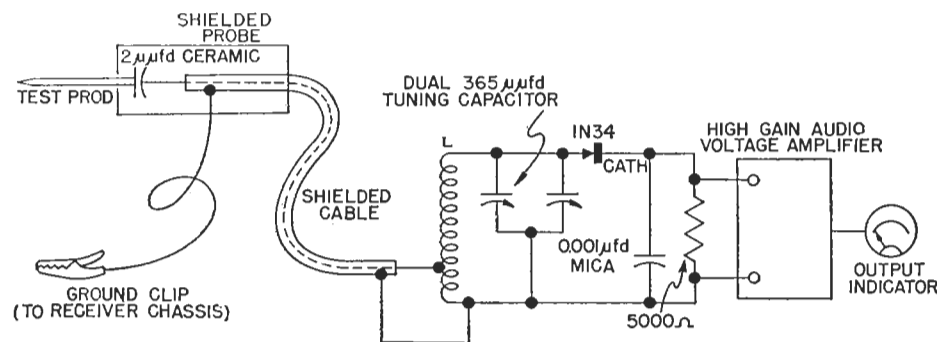 SHIELDED
PROBE
2μμfd CERAMIC
TEST PROD
GROUND CLIP
(TO RECEIVER CHASSIS)
SHIELDED
CABLE
L
DUAL 365μμfd
TUNING CAPACITOR
1N34
CATH
0.001μfd
MICA
5000Ω
HIGH GAIN AUDIO
VOLTAGE AMPLIFIER
OUTPUT
INDICATOR